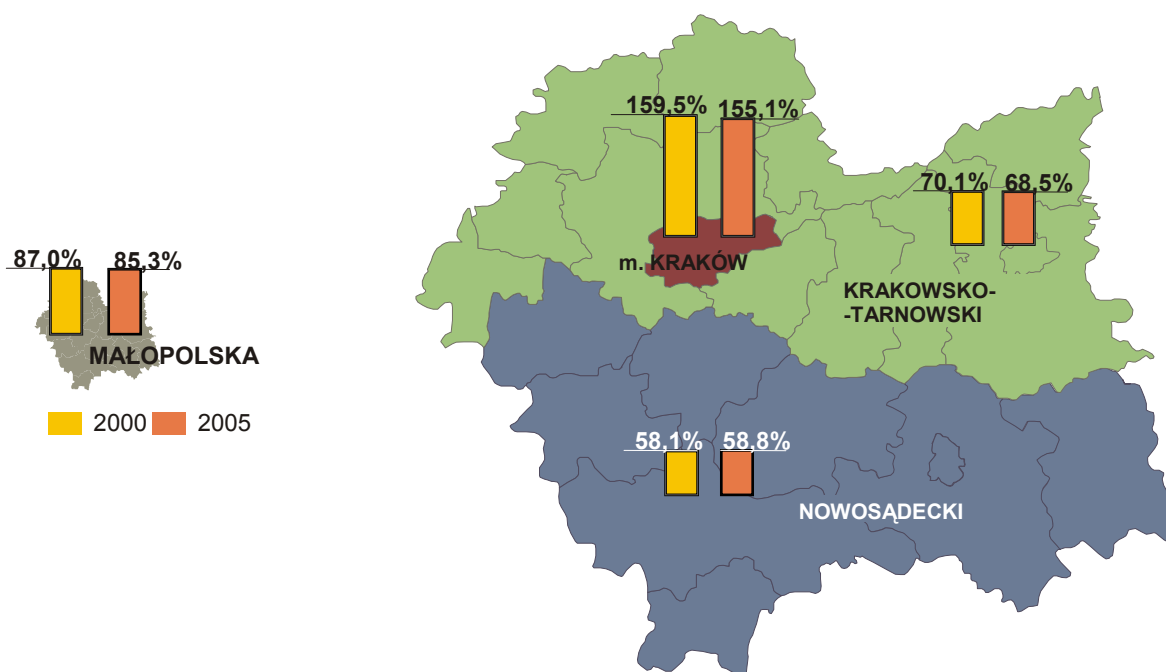 159,5% 155,1%
70,1% 68,5%
m. KRAKÓW
87,0% 85,3%
KRAKOWSKO-
-TARNOWSKI
MAŁOPOLSKA
2000 2005
58,1% 58,8%
NOWOSĄDECKI